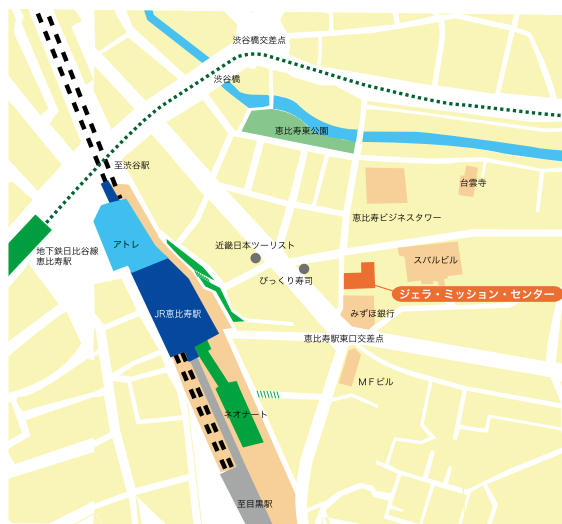 渋谷橋交差点
渋谷橋
恵比寿東公園
至渋谷駅
台雲寺
恵比寿ビジネスタワー
アトレ
近畿日本ツーリスト
地下鉄日比谷線
恵比寿駅
スバルビル
びっくり寿司
ジェラ・ミッション・センター
JR恵比寿駅
みずほ銀行
恵比寿駅東口交差点
MFビル
ネオナート
至目黒駅